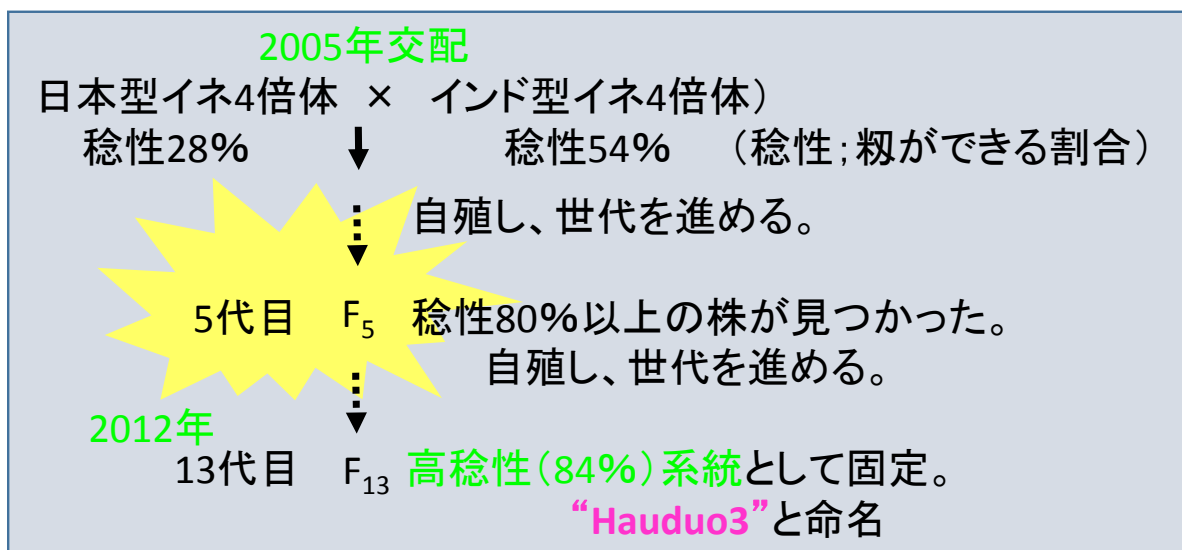 2005年交配
日本型イネ4倍体 × インド型イネ4倍体)
稔性28% 稔性54% (稔性;籾ができる割合)
自殖し、世代を進める。
5代目 F5 稔性80%以上の株が見つかった。
自殖し、世代を進める。
2012年
13代目 F13 高稔性(84%)系統として固定。
“Hauduo3”と命名